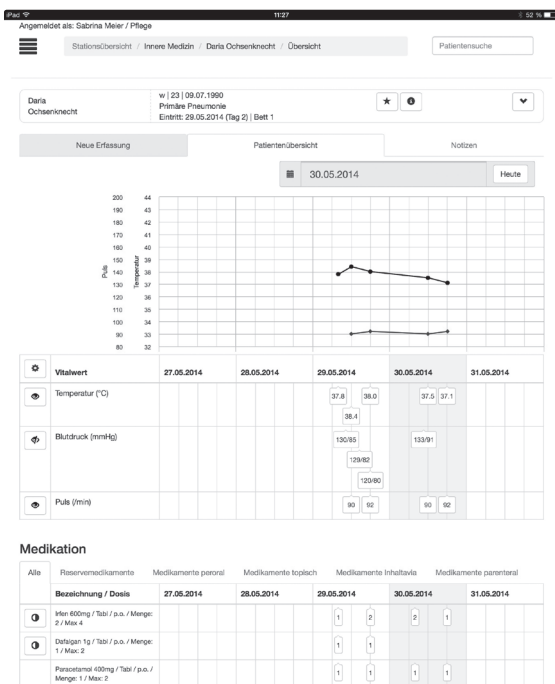 iPad 11:27 52 %
Angemeldet als: Sabrina Meier / Pflege
Stationsübersicht / Innere Medizin / Daria Ochsenknecht / Übersicht
Patientensuche
Daria
Ochsenknecht
w | 23 | 09.07.1990
Primäre Pneumonie
Eintritt: 29.05.2014 (Tag 2) | Bett 1
Neue Erfassung Patientenübersicht Notizen
30.05.2014 Heute
Puls
Temperatur
200 44
190 43
180 42
170 41
160 40
150 39
140 38
130 37
120 36
110 35
100 34
90 33
80 32
Vitalwert 27.05.2014 28.05.2014 29.05.2014 30.05.2014 31.05.2014
Temperatur (°C) 37.8 38.0 37.5 37.1
38.4
Blutdruck (mmHg) 130/85 133/91
129/82
120/80
Puls (/min) 90 92 90 92
Medikation
Alle Reservemedikamente Medikamente peroral Medikamente topisch Medikamente Inhaltavia Medikamente parenteral
Bezeichnung / Dosis 27.05.2014 28.05.2014 29.05.2014 30.05.2014 31.05.2014
Irfen 600mg / Tabl / p.o. / Menge: 1 2 2 1
2 / Max 4
Dafalgan 1g / Tabl / p.o. / Menge: 1 1
1 / Max: 2
Paracetamol 400mg / Tabl / p.o. / 1 1 1 1
Menge: 1 / Max: 2